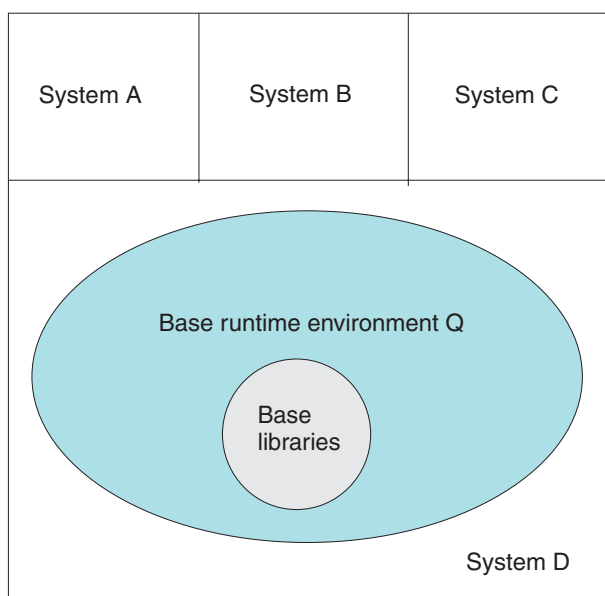 System A
System B
System C
Base runtime environment Q
Base
libraries
System D